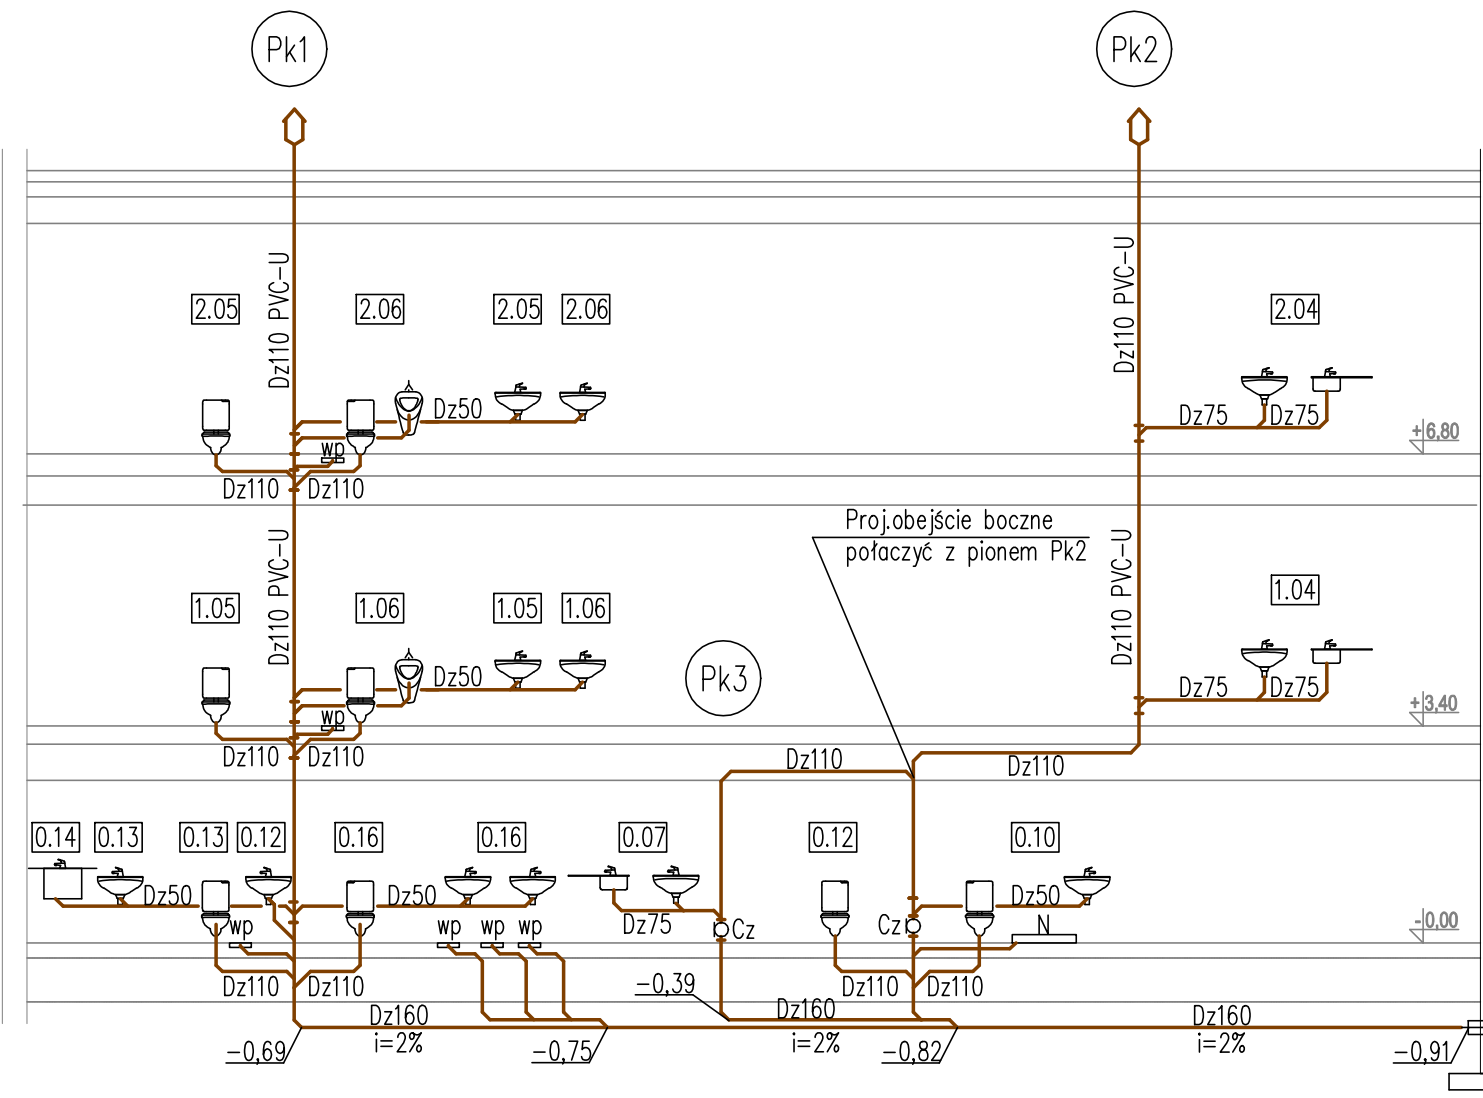 Pk1
Pk2
Dz110 PVC-U
Dz110 PVC-U
2.05
2.06
2.05
2.06
2.04
Dz50
Dz75
Dz75
+6,80
wp
Dz110
Dz110
Proj.obejście boczne
połaczyć z pionem Pk2
Dz110 PVC-U
Dz110 PVC-U
1.05
1.06
1.05
1.06
1.04
Pk3
Dz50
Dz75
Dz75
+3,40
wp
Dz110
Dz110
Dz110
Dz110
0.14
0.13
0.13
0.12
0.16
0.16
0.07
0.12
0.10
Dz50
Dz50
Dz50
wp
wp
wp
wp
Dz75
Cz
Cz
N
-0,00
Dz110
Dz110
-0,39
Dz110
Dz110
Dz160
Dz160
Dz160
i=2%
i=2%
i=2%
-0,69
-0,75
-0,82
-0,91